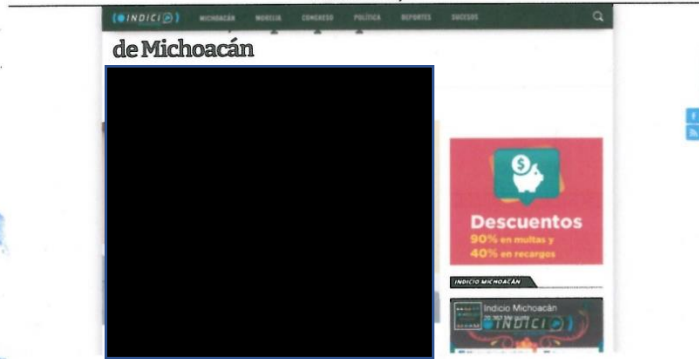 INDICIO
MICHOACÁN MORELIA CONGRESO POLÍTICA DEPORTES SUCESOS
de Michoacán
$
Descuentos
90% en multas y
40% en recargos
INDICIO MICHOACÁN
Indicio Michoacán
INDICIO
f